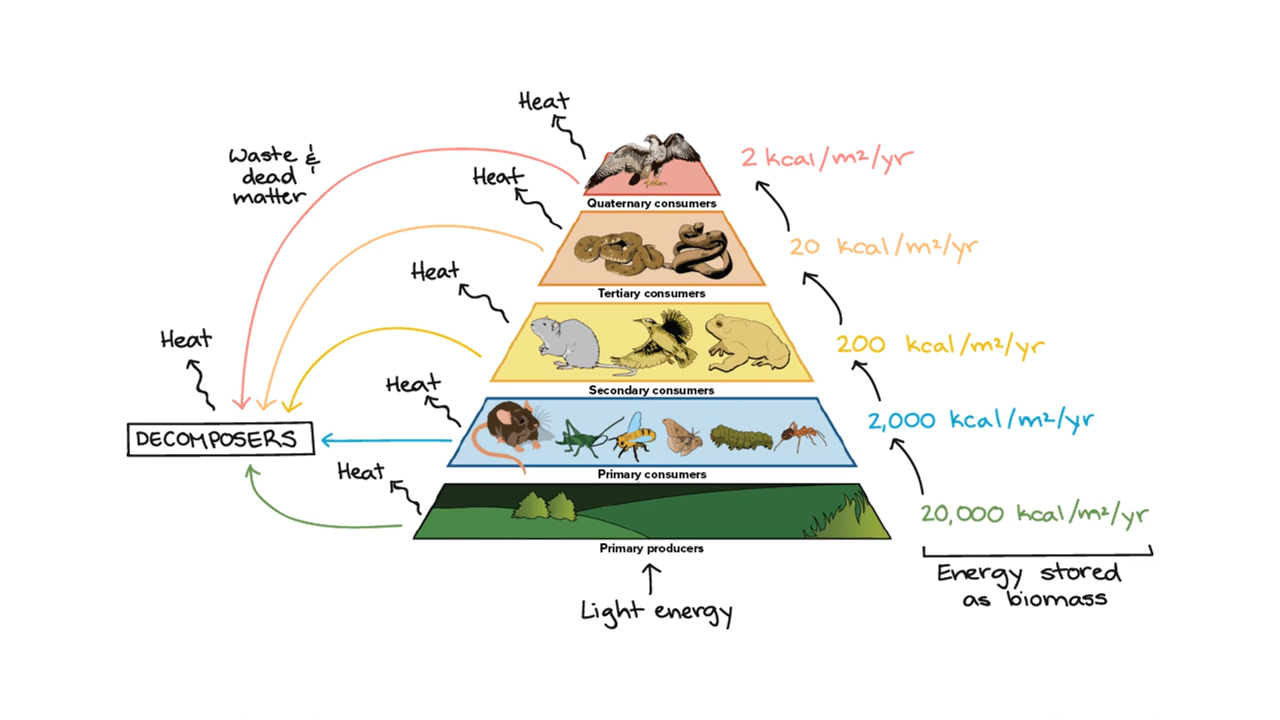 Heat
Waste &
dead
matter
2 kcal/m²/yr
Heat
Quaternary consumers
20 kcal/m²/yr
Heat
Tertiary consumers
Heat
200 kcal/m²/yr
Secondary consumers
Heat
2,000 kcal/m²/yr
DECOMPOSERS
Primary consumers
Heat
20,000 kcal/m²/yr
Primary producers
Energy stored
as biomass
Light energy